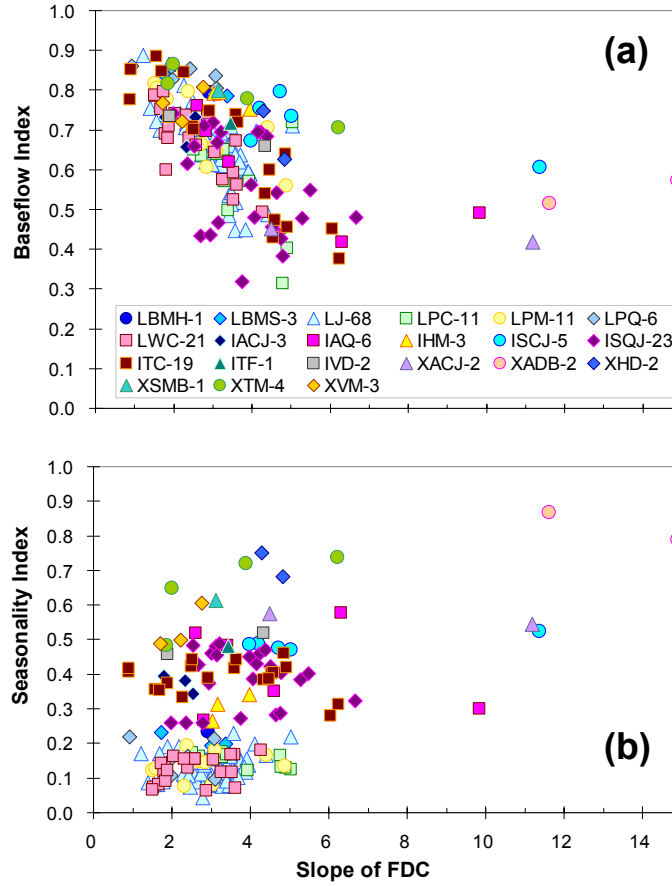 (a)
1.0
0.9
0.8
0.7
0.6
0.5
0.4
0.3
0.2
0.1
0.0
Baseflow Index
LBMH-1 LBMS-3 LJ-68 LPC-11 LPM-11 LPQ-6
LWC-21 IACJ-3 IAQ-6 IHM-3 ISCJ-5 ISQJ-23
ITC-19 ITF-1 IVD-2 XACJ-2 XADB-2 XHD-2
XSMB-1 XTM-4 XVM-3
1.0
0.9
0.8
0.7
0.6
0.5
0.4
0.3
0.2
0.1
0.0
Seasonality Index
(b)
0 2 4 6 8 10 12 14
Slope of FDC